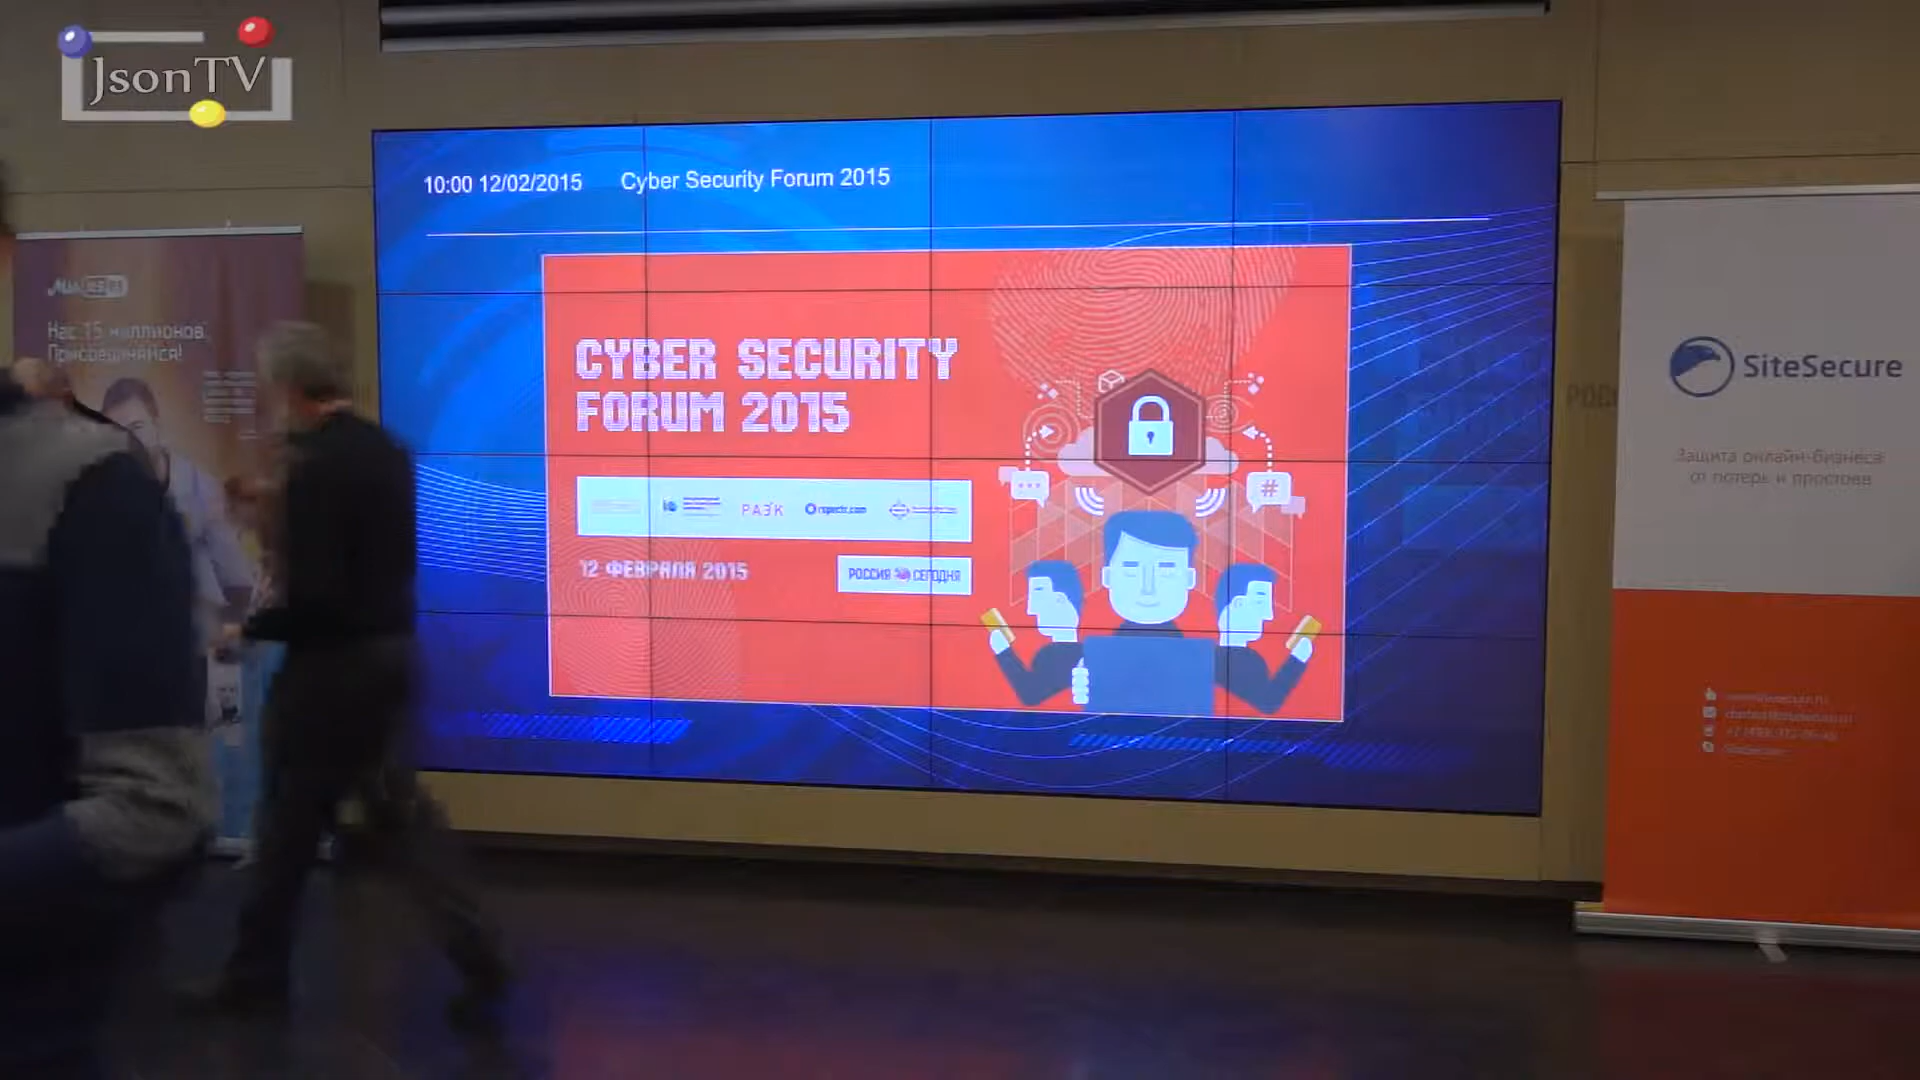 JsonTV
10:00 12/02/2015 Cyber Security Forum 2015
CYBER SECURITY
FORUM 2015
РАЭК
12 ФЕВРАЛЯ 2015
РОССИЯ СЕГОДНЯ
Нас 15 миллионов.
Присоединяйся!
SiteSecure
Защита онлайн-бизнеса
от потерь и простоев
#